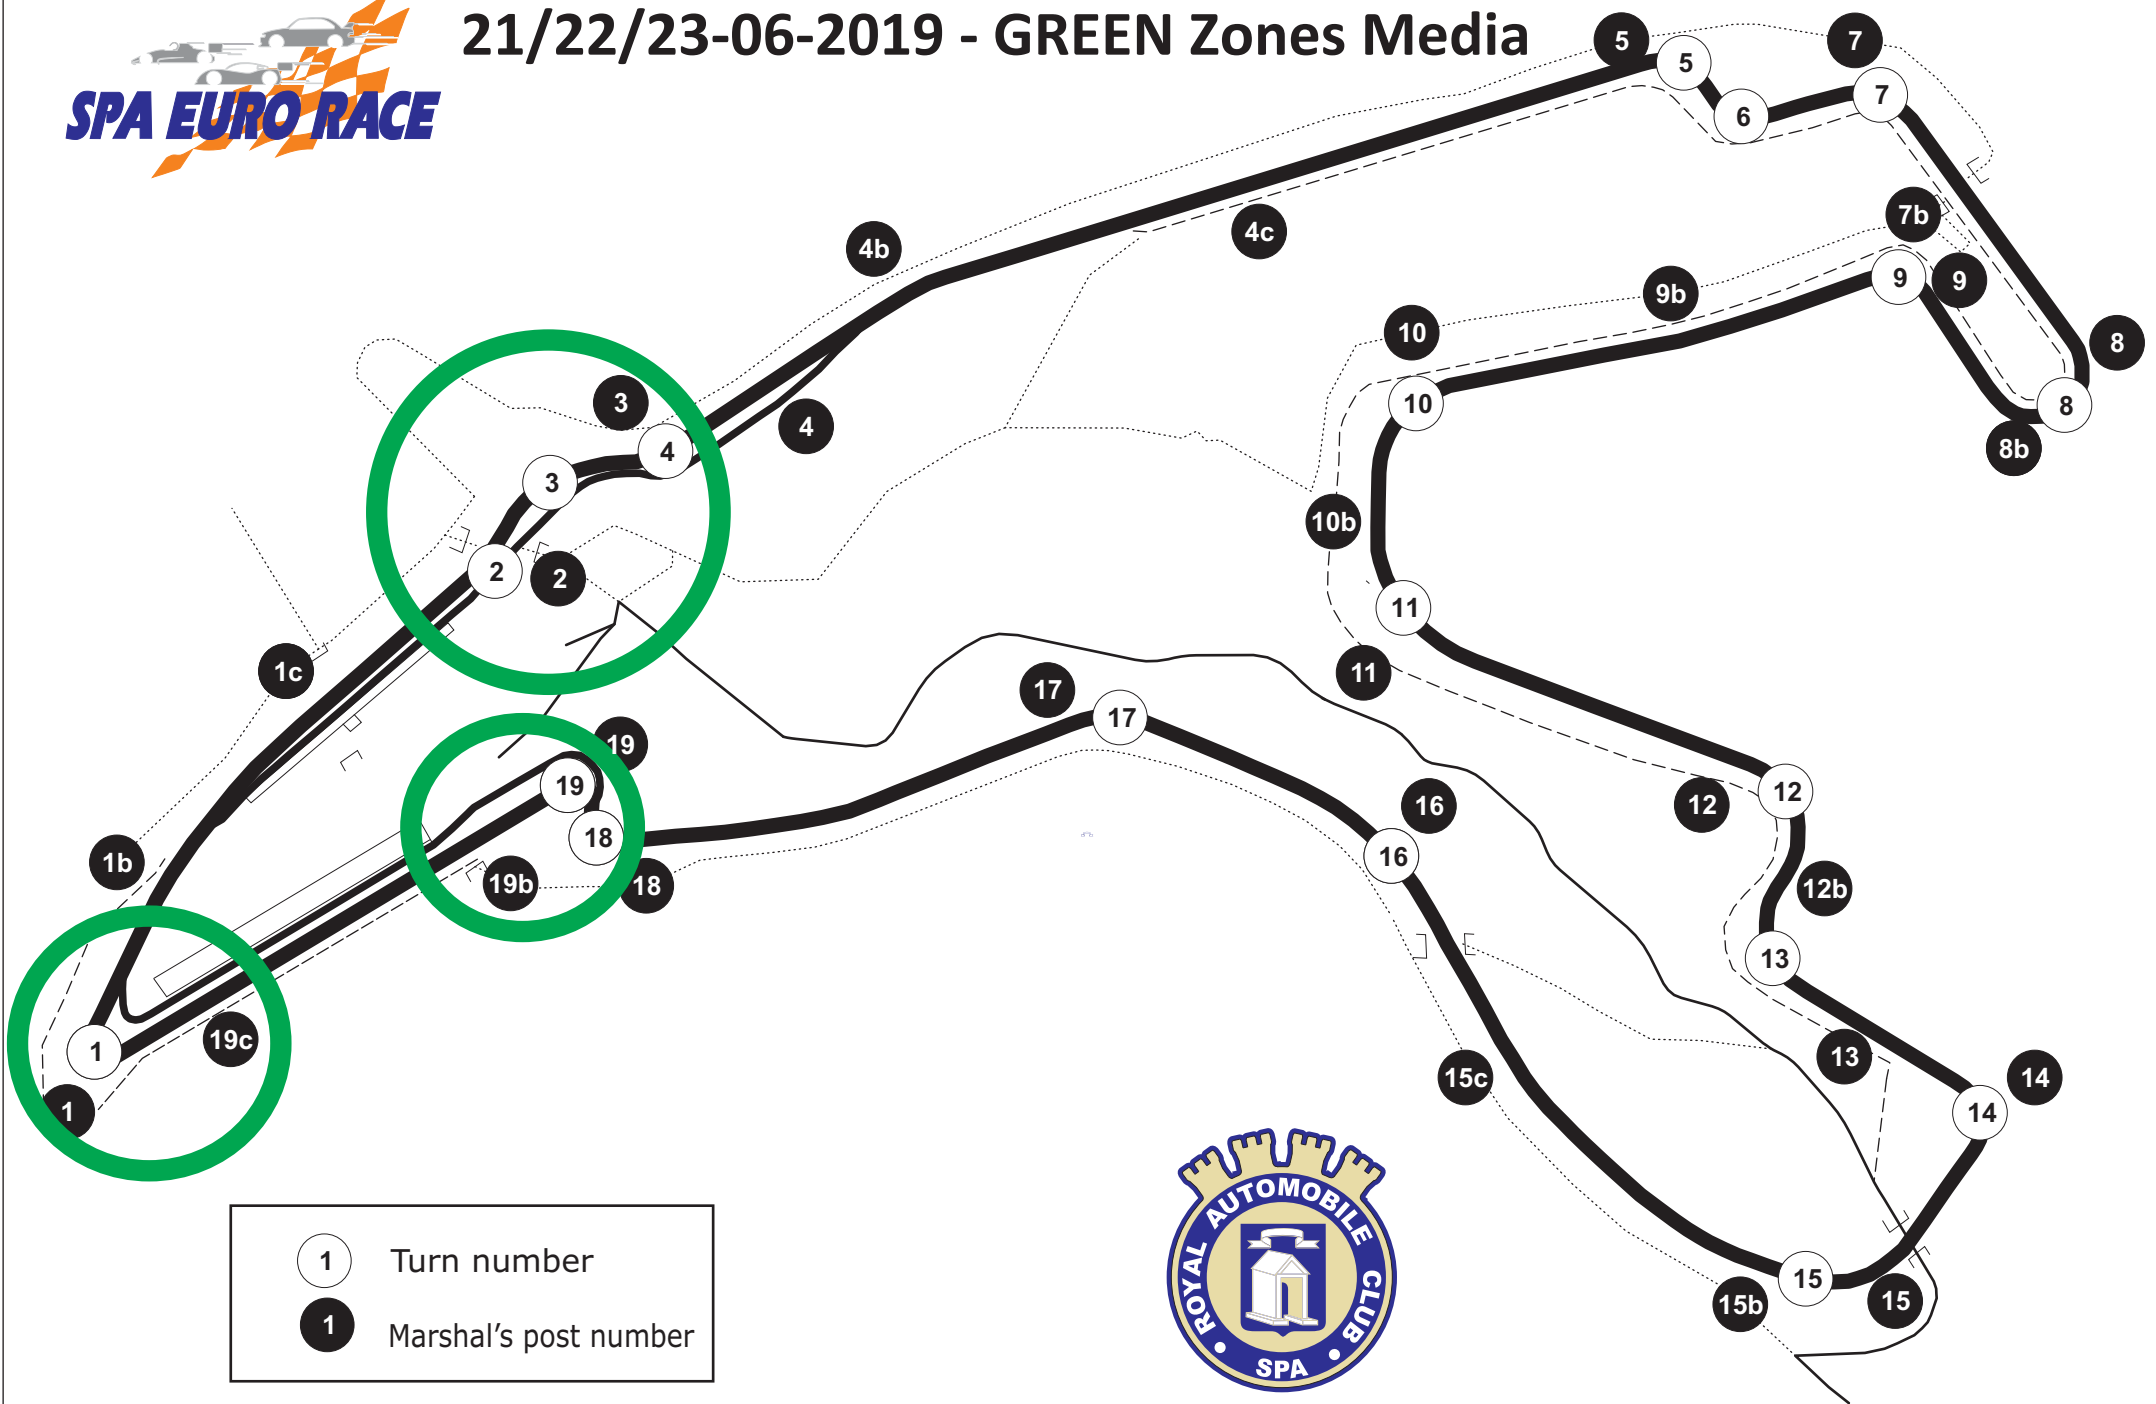 21/22/23-06-2019 - GREEN Zones Media
SPA EURO RACE
5
7
5
7
6
4b
4c
7b
9
9
9b
10
8
3
10
8
4
4
8b
3
10b
2
2
11
1c
11
17
17
19
19
12
12
16
18
16
1b
19b
18
12b
13
19c
1
13
15c
14
1
14
ROYAL AUTOMOBILE CLUB
SPA
15
15b
15
1 Turn number
1 Marshal's post number